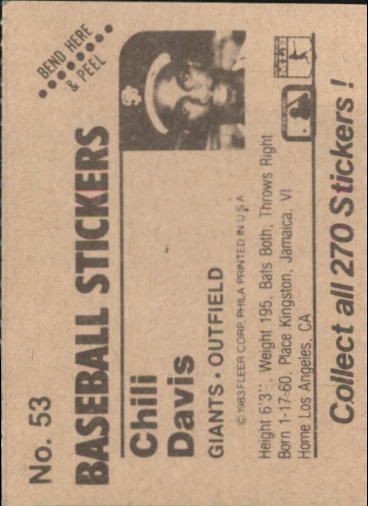 No. 53
BEND HERE
& PEEL
BASEBALL STICKERS
Chili
Davis
GIANTS • OUTFIELD
© 1983 FLEER CORP. PHILA PRINTED IN U.S.A
Height 6'3'', Weight 195, Bats Both, Throws Right
Born 1-17-60, Place Kingston, Jamaica, VI
Home Los Angeles, CA
Collect all 270 Stickers !